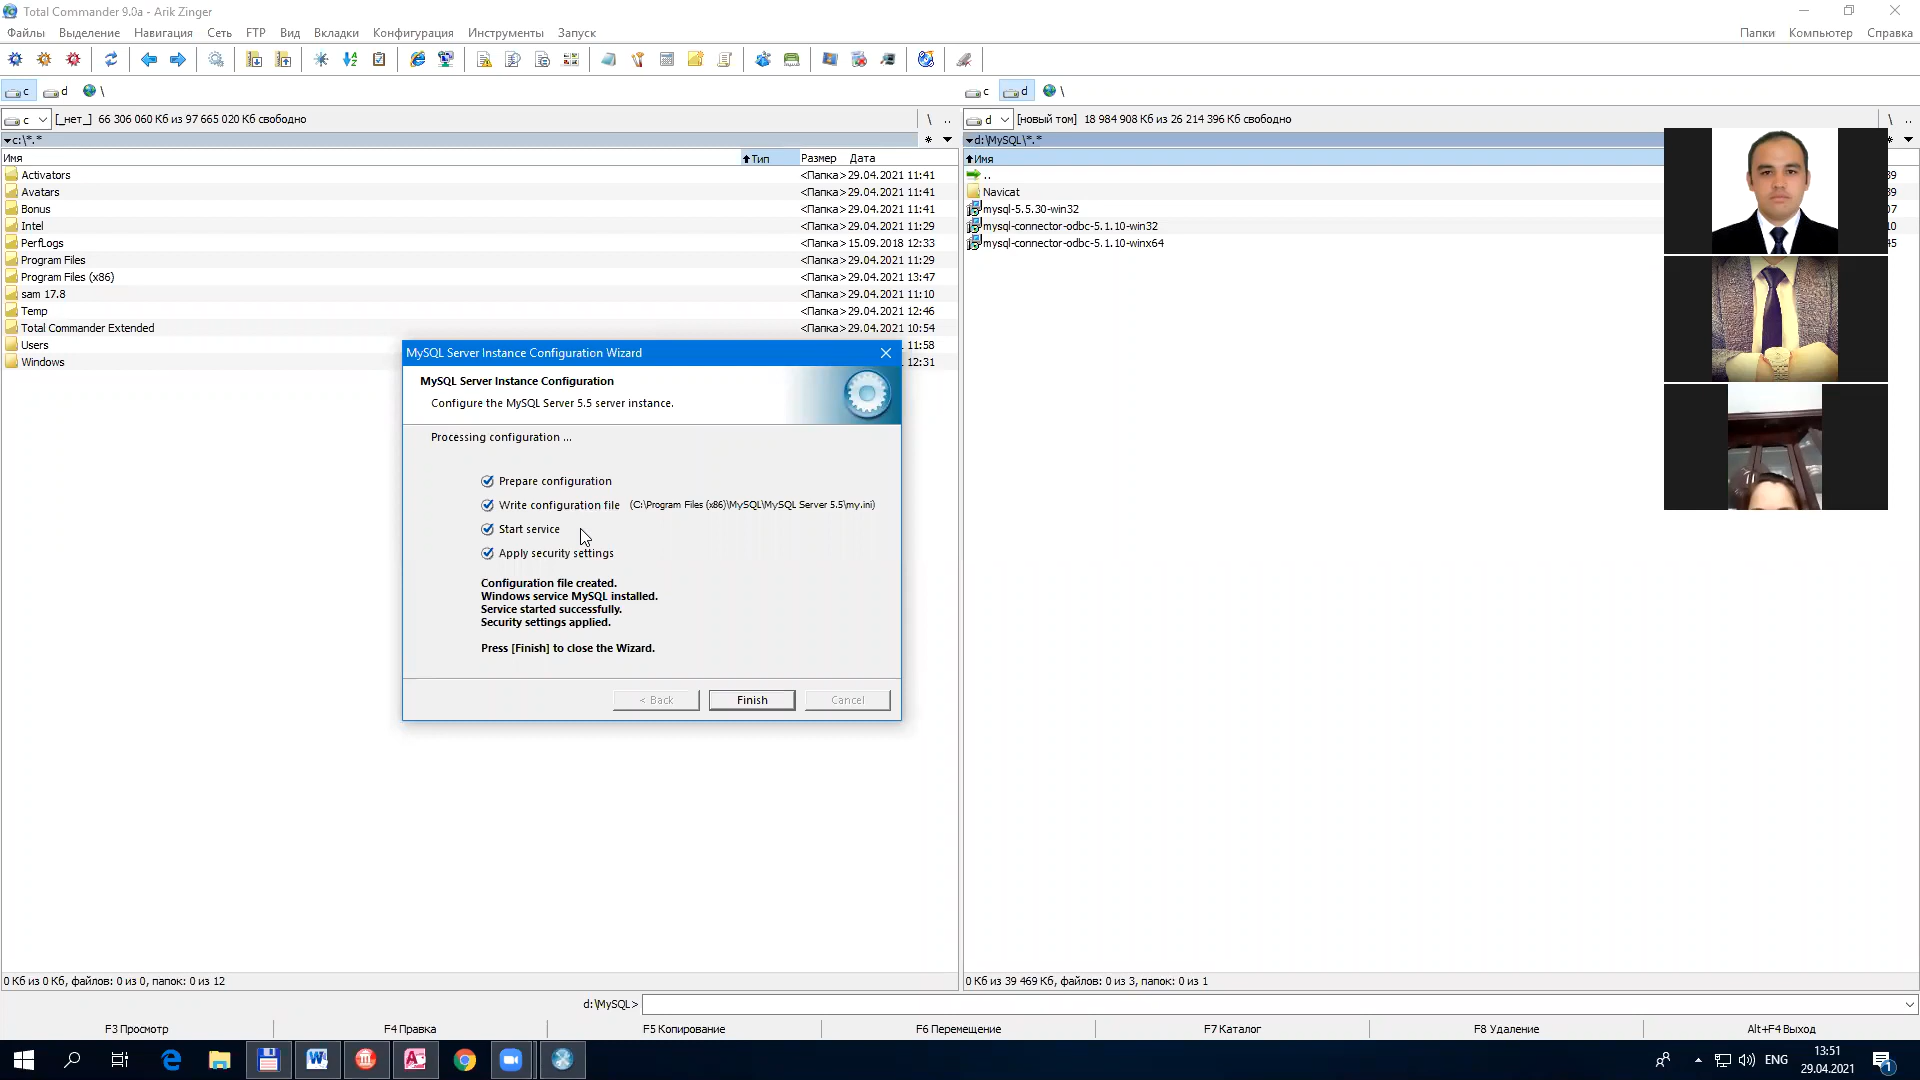 Total Commander 9.0a - Arik Zinger
Файлы Выделение Навигация Сеть FTP Вид Вкладки Конфигурация Инструменты Запуск Папки Компьютер Справка
c d \ c d \
c [_нет_] 66 306 060 Кб из 97 665 020 Кб свободно \ .. d [новый том] 18 984 908 Кб из 26 214 396 Кб свободно \ ..
c:\*.* * d:\MySQL\*.* *
Имя Тип Размер Дата Имя
Activators <Папка> 29.04.2021 11:41 ..
Avatars <Папка> 29.04.2021 11:41 Navicat
Bonus <Папка> 29.04.2021 11:41 mysql-5.5.30-win32
Intel <Папка> 29.04.2021 11:29 mysql-connector-odbc-5.1.10-win32
PerfLogs <Папка> 15.09.2018 12:33 mysql-connector-odbc-5.1.10-winx64
Program Files <Папка> 29.04.2021 11:29
Program Files (x86) <Папка> 29.04.2021 13:47
sam 17.8 <Папка> 29.04.2021 11:10
Temp <Папка> 29.04.2021 12:46
Total Commander Extended <Папка> 29.04.2021 10:54
Users 11:58
Windows 12:31
MySQL Server Instance Configuration Wizard
MySQL Server Instance Configuration
Configure the MySQL Server 5.5 server instance.
Processing configuration ...
Prepare configuration
Write configuration file (C:\Program Files (x86)\MySQL\MySQL Server 5.5\my.ini)
Start service
Apply security settings
Configuration file created.
Windows service MySQL installed.
Service started successfully.
Security settings applied.
Press [Finish] to close the Wizard.
< Back Finish Cancel
0 Кб из 0 Кб, файлов: 0 из 0, папок: 0 из 12 0 Кб из 39 469 Кб, файлов: 0 из 3, папок: 0 из 1
d:\MySQL>
F3 Просмотр F4 Правка F5 Копирование F6 Перемещение F7 Каталог F8 Удаление Alt+F4 Выход
ENG 13:51
29.04.2021 1